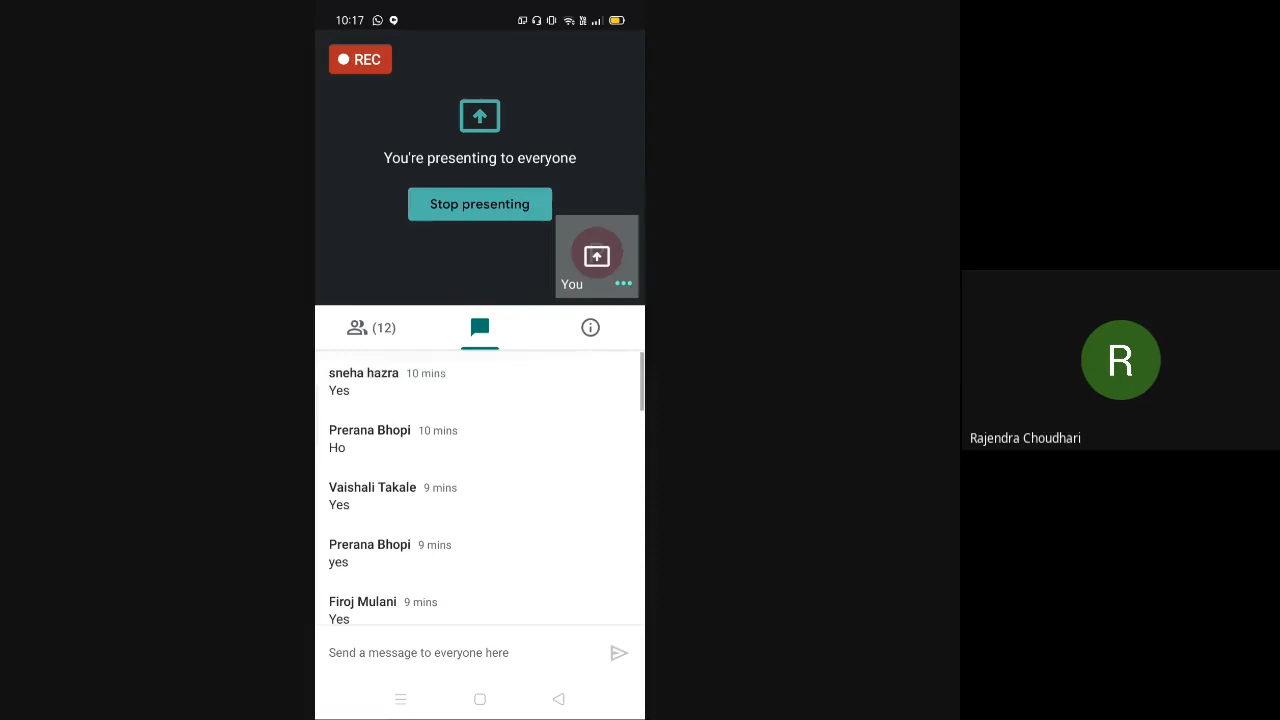 10:17
REC
You're presenting to everyone
Stop presenting
You
(12)
sneha hazra 10 mins
Yes
Prerana Bhopi 10 mins
Ho
Vaishali Takale 9 mins
Yes
Prerana Bhopi 9 mins
yes
Firoj Mulani 9 mins
Yes
Send a message to everyone here
R
Rajendra Choudhari